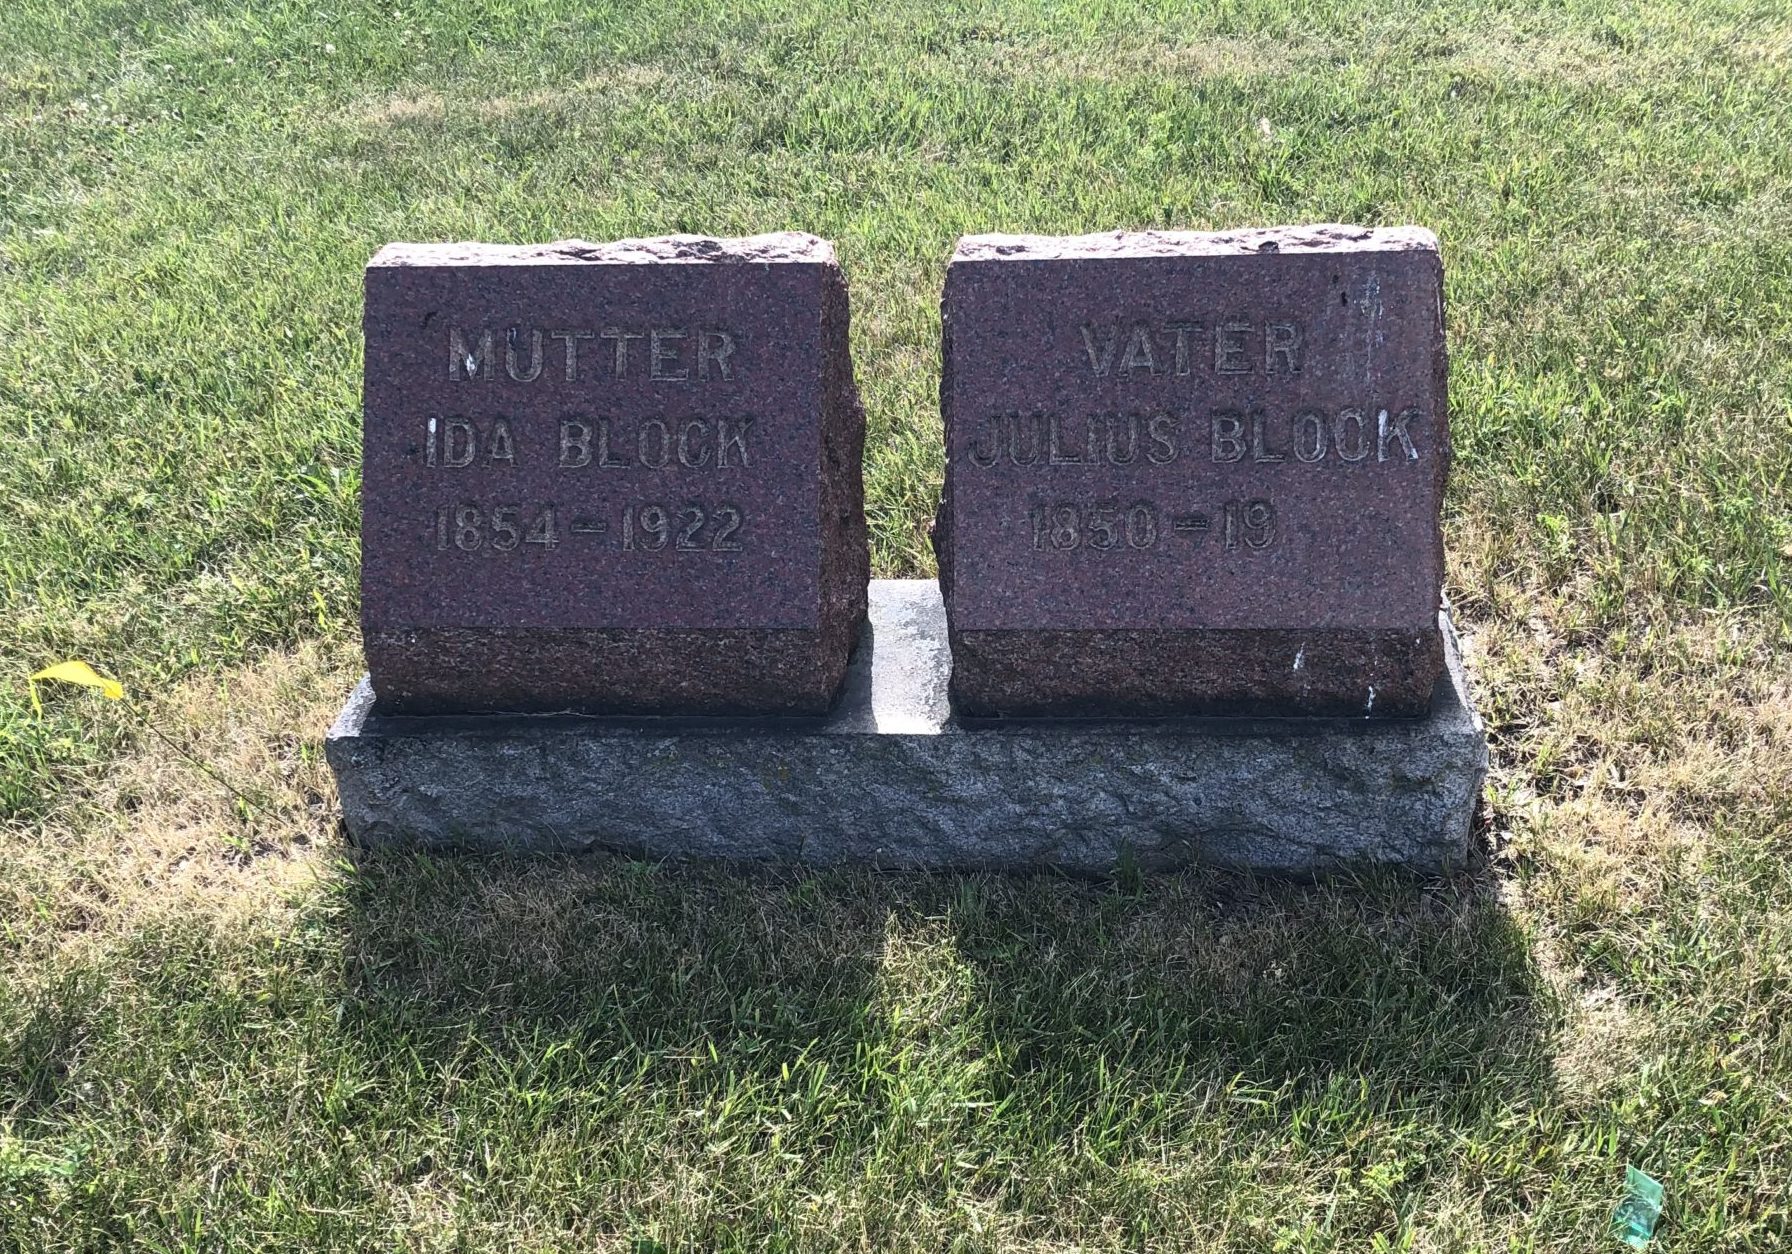 MUTTER
IDA BLOCK
1854-1922
VATER
JULIUS BLOCK
1850-19